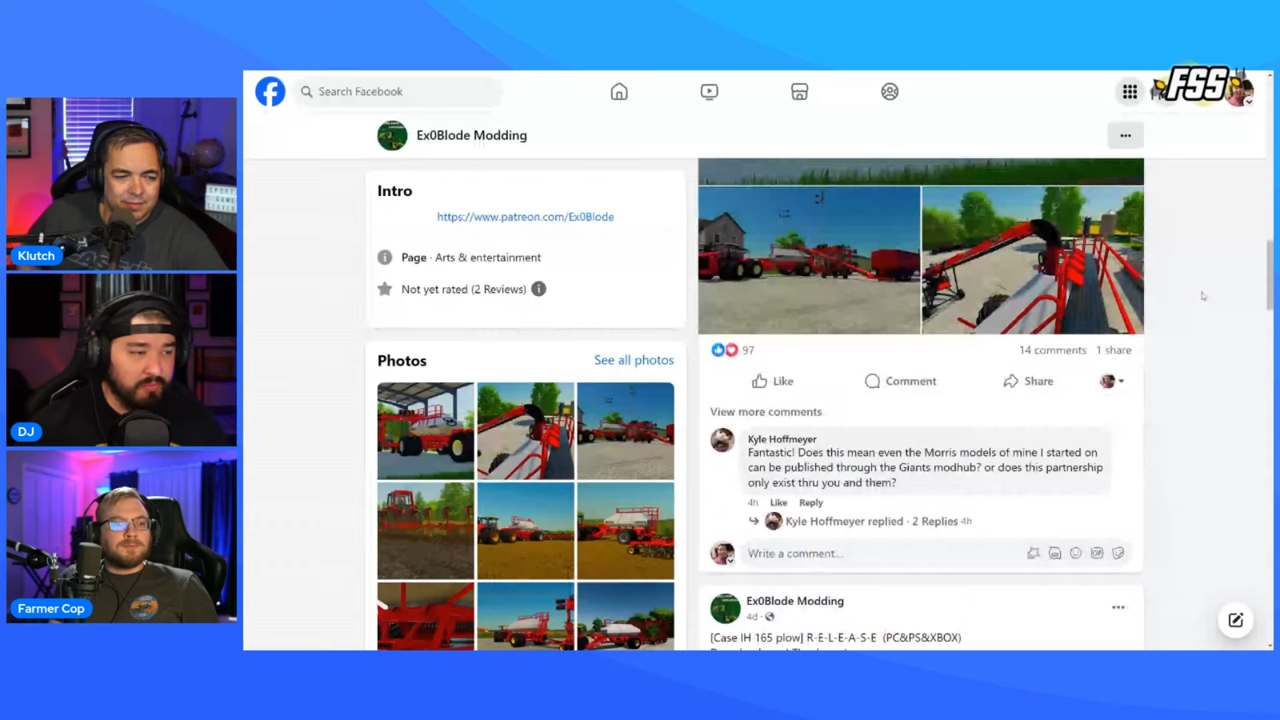 FSS
Search Facebook
Ex0Blode Modding
Intro
https://www.patreon.com/Ex0Blode
Page · Arts & entertainment
Not yet rated (2 Reviews)
Photos
See all photos
97
14 comments
1 share
Like
Comment
Share
View more comments
Kyle Hoffmeyer
Fantastic! Does this mean even the Morris models of mine I started on
can be published through the Giants modhub? or does this partnership
only exist thru you and them?
4h Like Reply
Kyle Hoffmeyer replied · 2 Replies 4h
Write a comment...
Ex0Blode Modding
4d ·
[Case IH 165 plow] R-E-L-E-A-S-E (PC&PS&XBOX)
Klutch
DJ
Farmer Cop